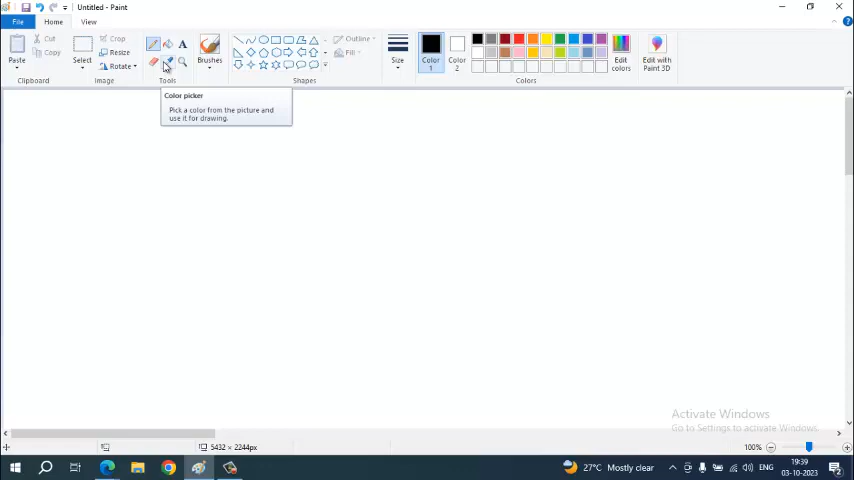 Untitled - Paint
File
Home
View
Paste
Cut
Copy
Clipboard
Select
Crop
Resize
Rotate
Image
A
Tools
Brushes
Outline
Fill
Shapes
Size
Color
1
Color
2
Edit
colors
Colors
Edit with
Paint 3D
Color picker
Pick a color from the picture and
use it for drawing.
Activate Windows
Go to Settings to activate Windows.
5432 × 2244px
100%
27°C Mostly clear
ENG
19:39
03-10-2023
2